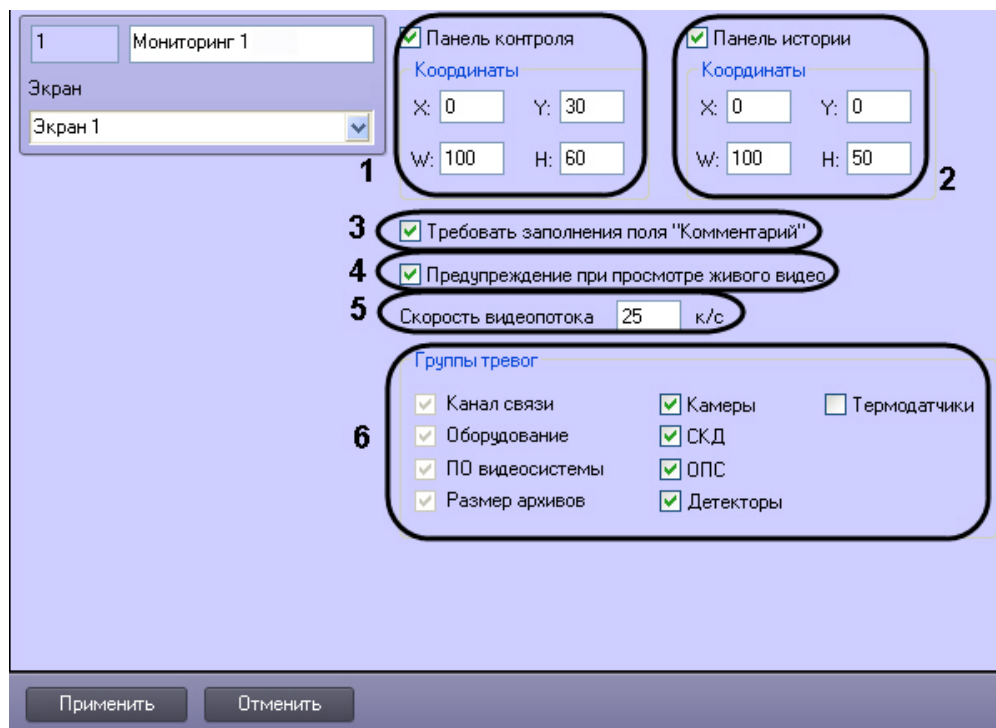 1 Мониторинг 1
Экран
Экран 1
Панель контроля
Координаты
X: 0 Y: 30
W: 100 H: 60
1
Панель истории
Координаты
X: 0 Y: 0
W: 100 H: 50
2
3 Требовать заполнения поля "Комментарий"
4 Предупреждение при просмотре живого видео
5 Скорость видеопотока 25 к/с
Группы тревог
Канал связи Камеры Термодатчики
6 Оборудование СКД
ПО видеосистемы ОПС
Размер архивов Детекторы
Применить Отменить